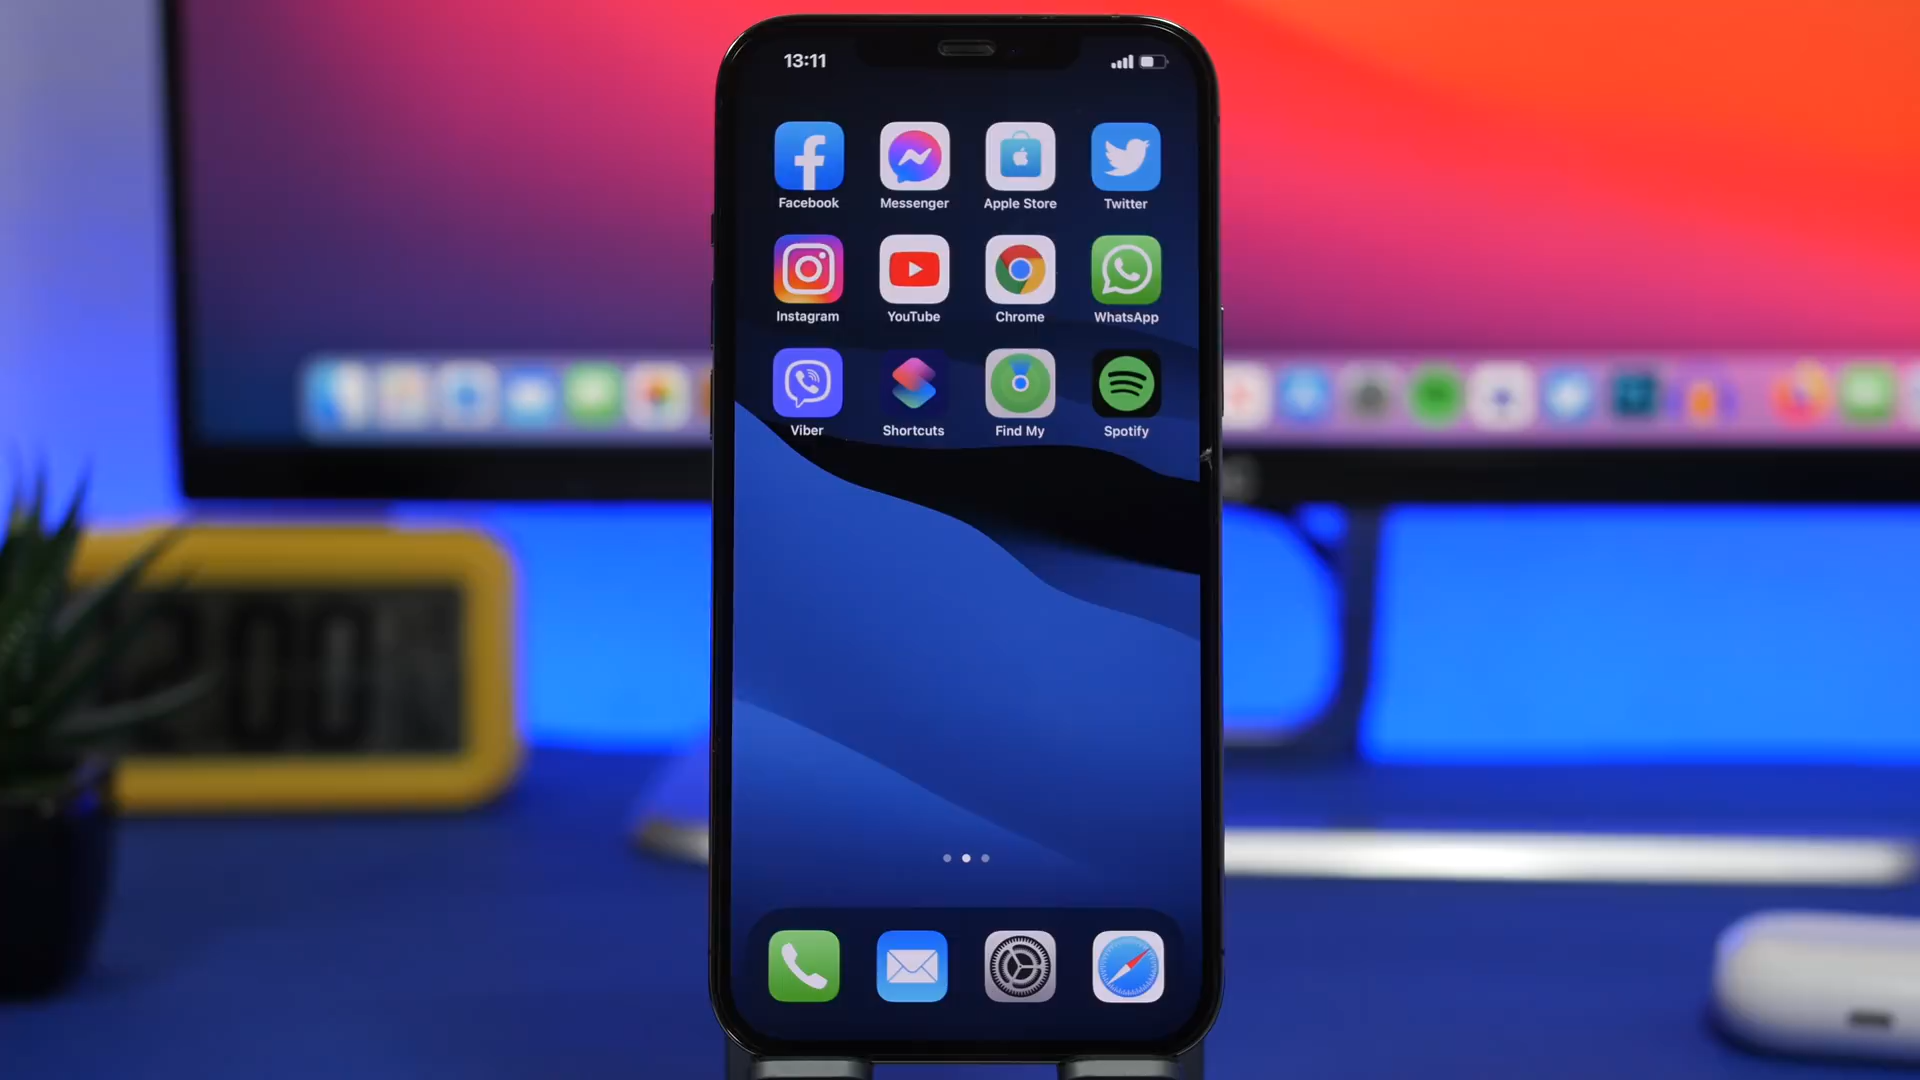 13:11
Facebook Messenger Apple Store Twitter
Instagram YouTube Chrome WhatsApp
Viber Shortcuts Find My Spotify